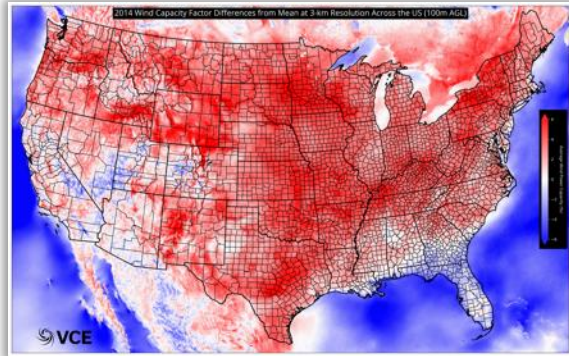 2014 Wind Capacity Factor Differences from Mean at 3-km Resolution Across the US (100m AGL)
VCE